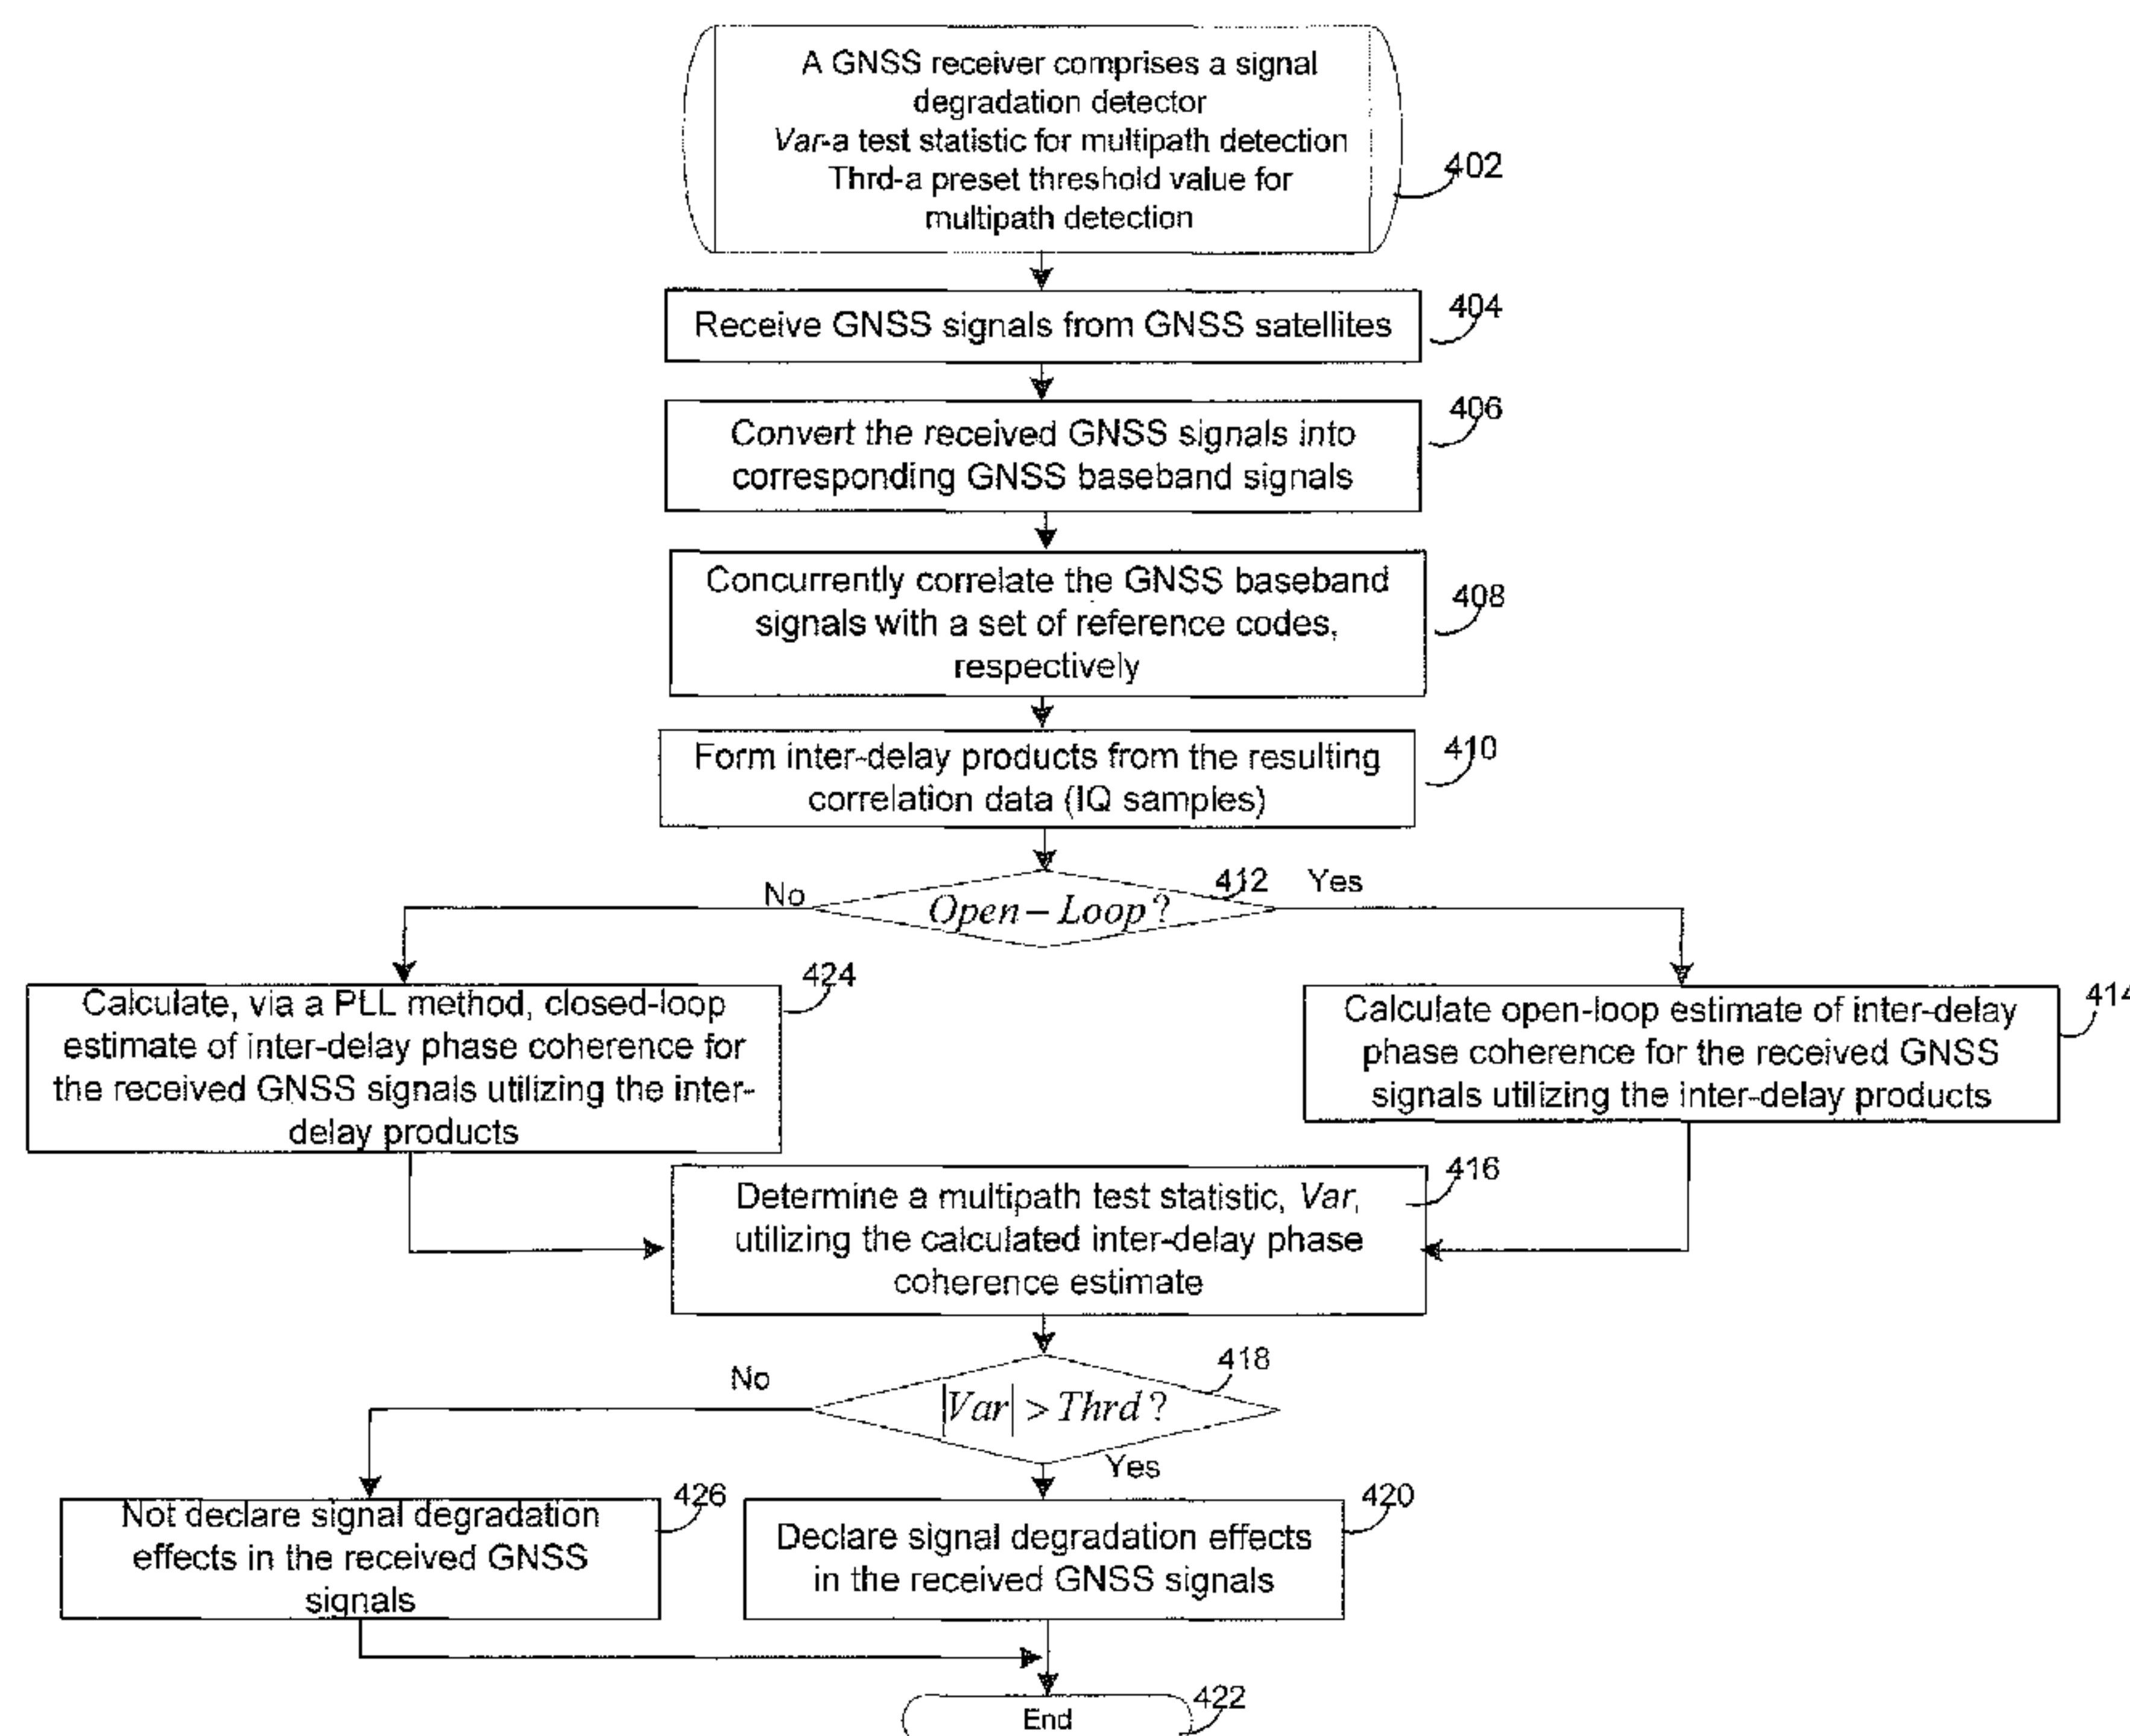 A GNSS receiver comprises a signal
degradation detector
Var-a test statistic for multipath detection
Thrd-a preset threshold value for
multipath detection
402
Receive GNSS signals from GNSS satellites
404
Convert the received GNSS signals into
corresponding GNSS baseband signals
406
Concurrently correlate the GNSS baseband
signals with a set of reference codes,
respectively
408
Form inter-delay products from the resulting
correlation data (IQ samples)
410
No
Open – Loop?
412
Yes
Calculate, via a PLL method, closed-loop
estimate of inter-delay phase coherence for
the received GNSS signals utilizing the inter-
delay products
424
Calculate open-loop estimate of inter-delay
phase coherence for the received GNSS
signals utilizing the inter-delay products
414
Determine a multipath test statistic, Var,
utilizing the calculated inter-delay phase
coherence estimate
416
No
|Var| > Thrd?
418
Yes
Not declare signal degradation
effects in the received GNSS
signals
426
Declare signal degradation effects
in the received GNSS signals
420
End
422